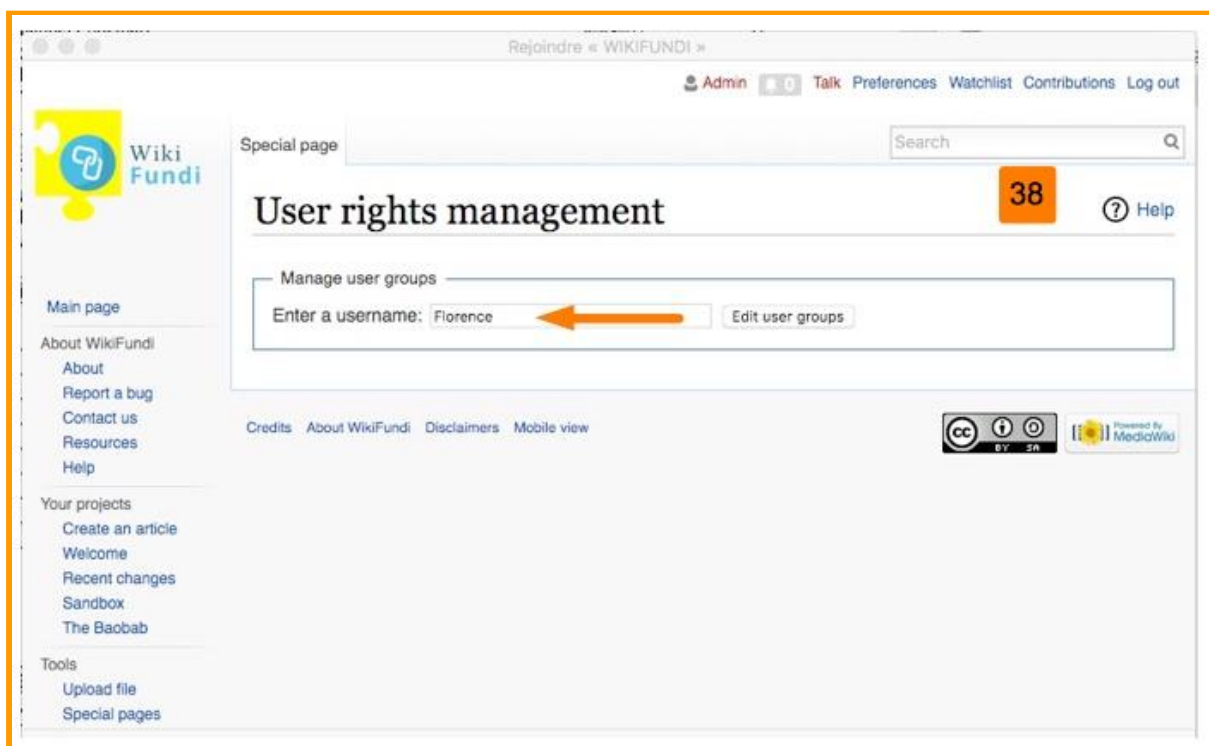 Rejoindre « WIKIFUNDI »
Admin 0 Talk Preferences Watchlist Contributions Log out
Wiki
Fundi
Special page
Search
User rights management
38
? Help
Manage user groups
Enter a username: Florence
Edit user groups
Main page
About WikiFundi
About
Report a bug
Contact us
Resources
Help
Your projects
Create an article
Welcome
Recent changes
Sandbox
The Baobab
Tools
Upload file
Special pages
Credits About WikiFundi Disclaimers Mobile view
cc BY SA
Powered By
MediaWiki